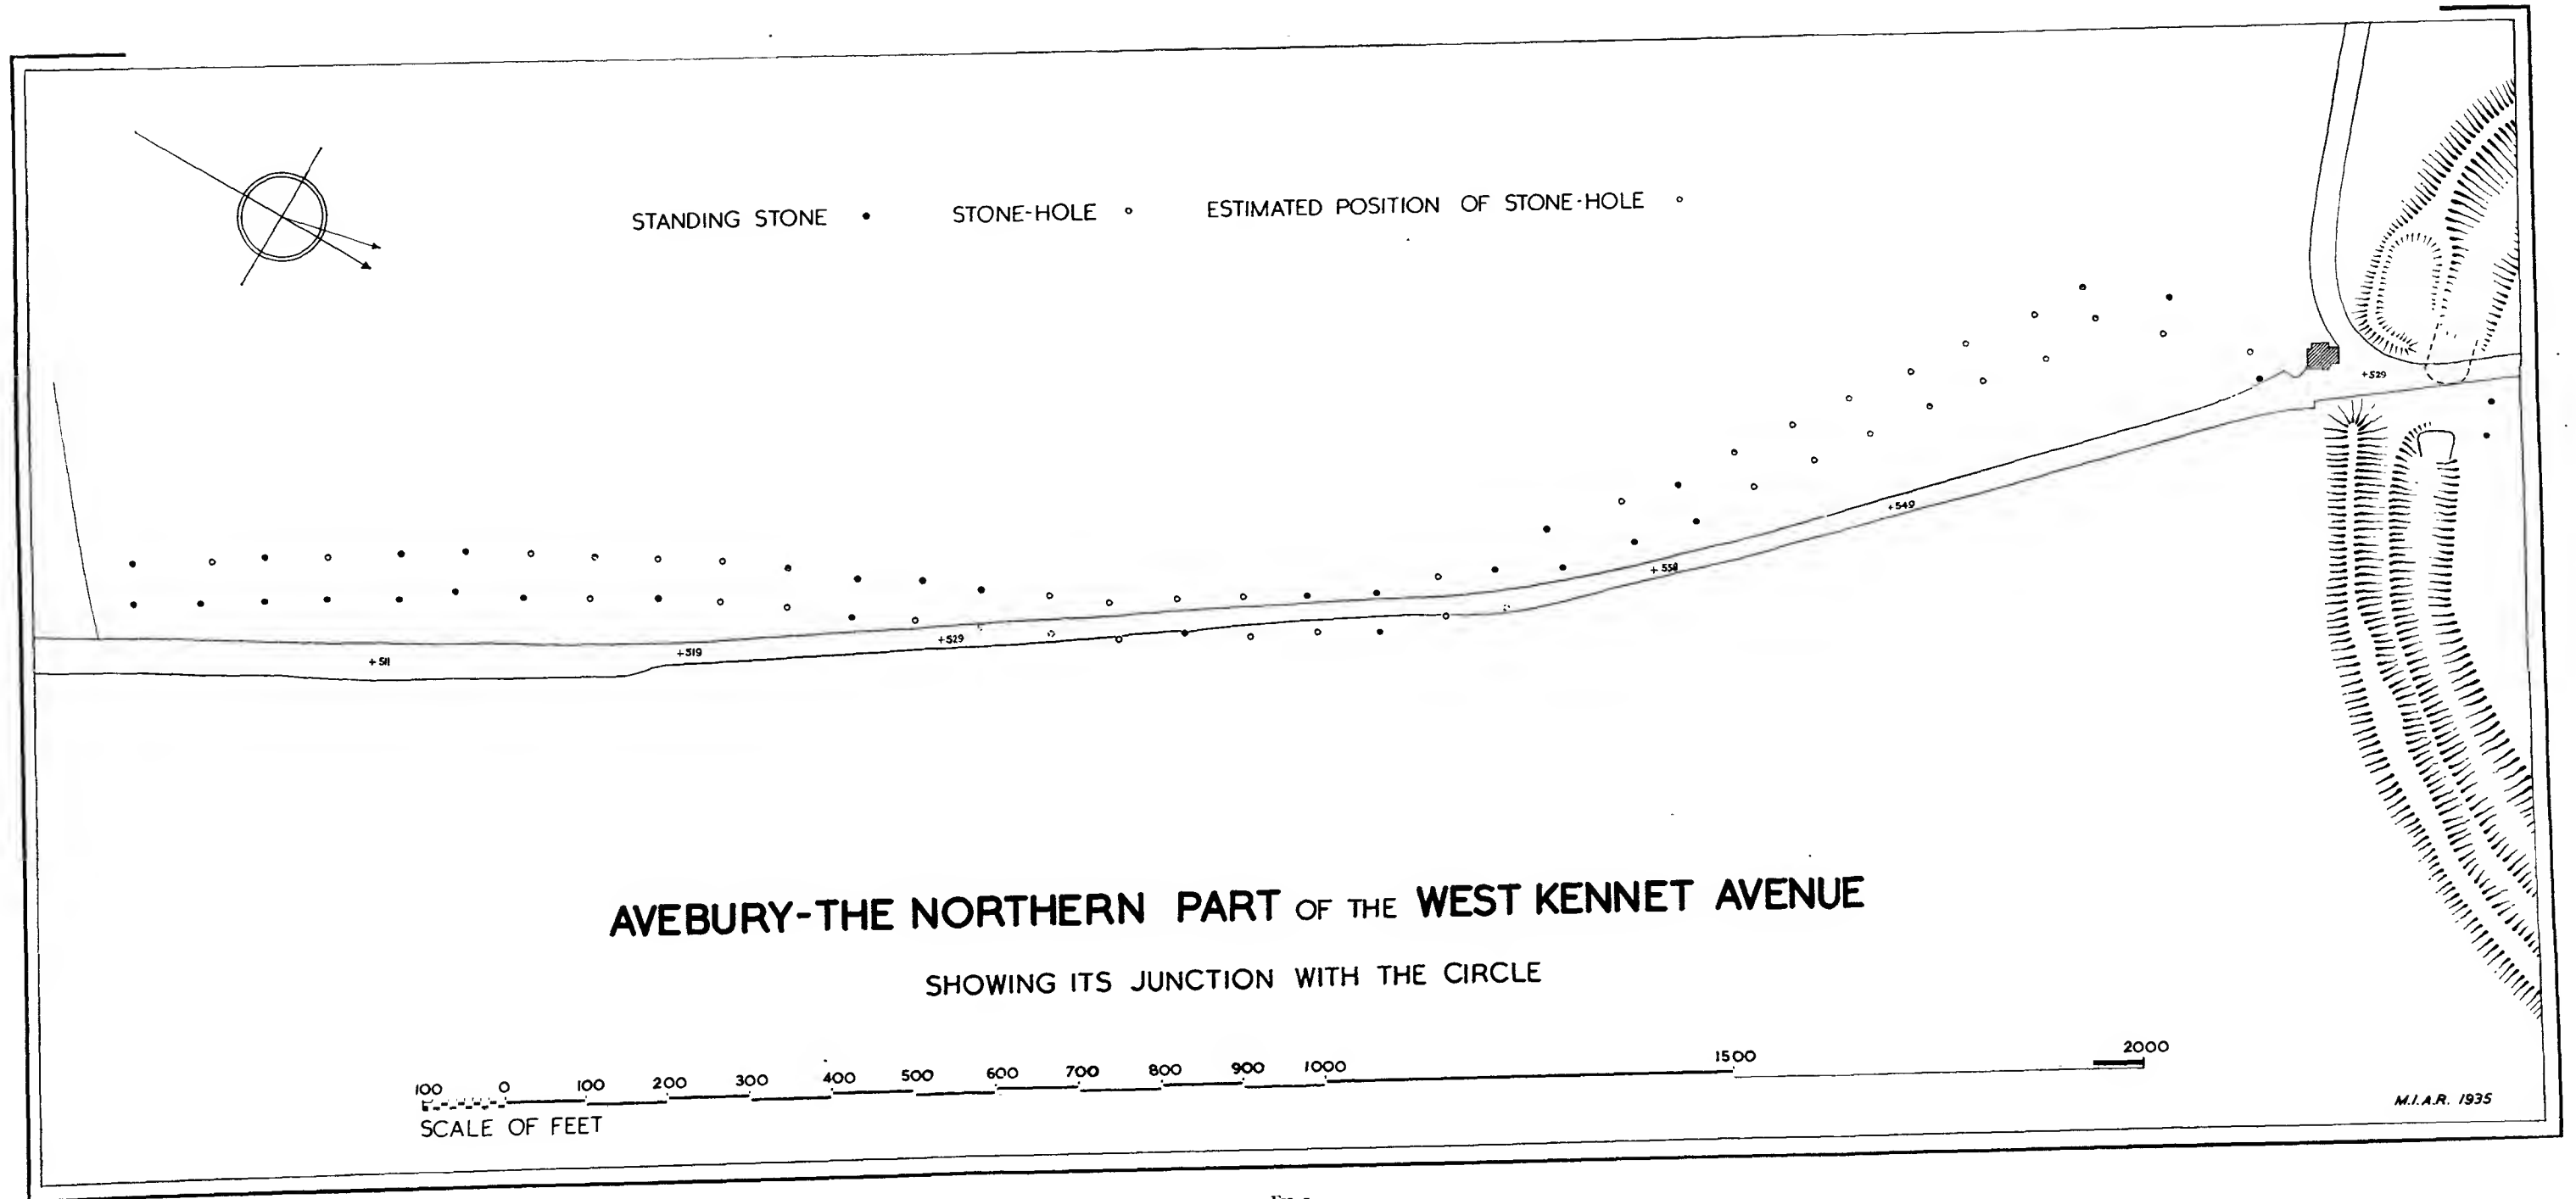 STANDING STONE • STONE-HOLE ∘ ESTIMATED POSITION OF STONE-HOLE ∘
+529
+549
+558
+529
+519
+511
AVEBURY-THE NORTHERN PART OF THE WEST KENNET AVENUE
SHOWING ITS JUNCTION WITH THE CIRCLE
100 0 100 200 300 400 500 600 700 800 900 1000 1500 2000
SCALE OF FEET
M.I.A.R. 1935